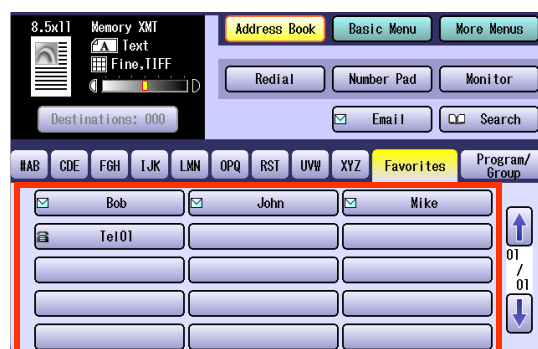 8.5x11 Memory XMT
A Text
Fine,TIFF
D
Destinations: 000
Address Book Basic Menu More Menus
Redial Number Pad Monitor
Email Search
#AB CDE FGH IJK LMN OPQ RST UVW XYZ Favorites Program/
Group
Bob John Mike
Tel01
01
/
01